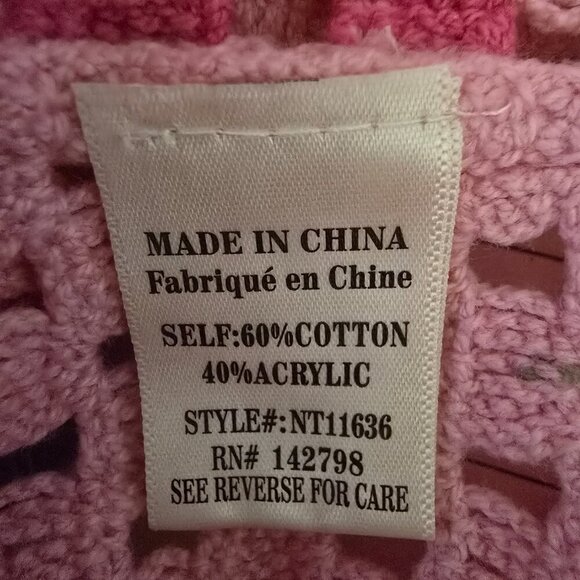 MADE IN CHINA
Fabriqué en Chine
SELF:60%COTTON
40%ACRYLIC
STYLE#:NT11636
RN# 142798
SEE REVERSE FOR CARE